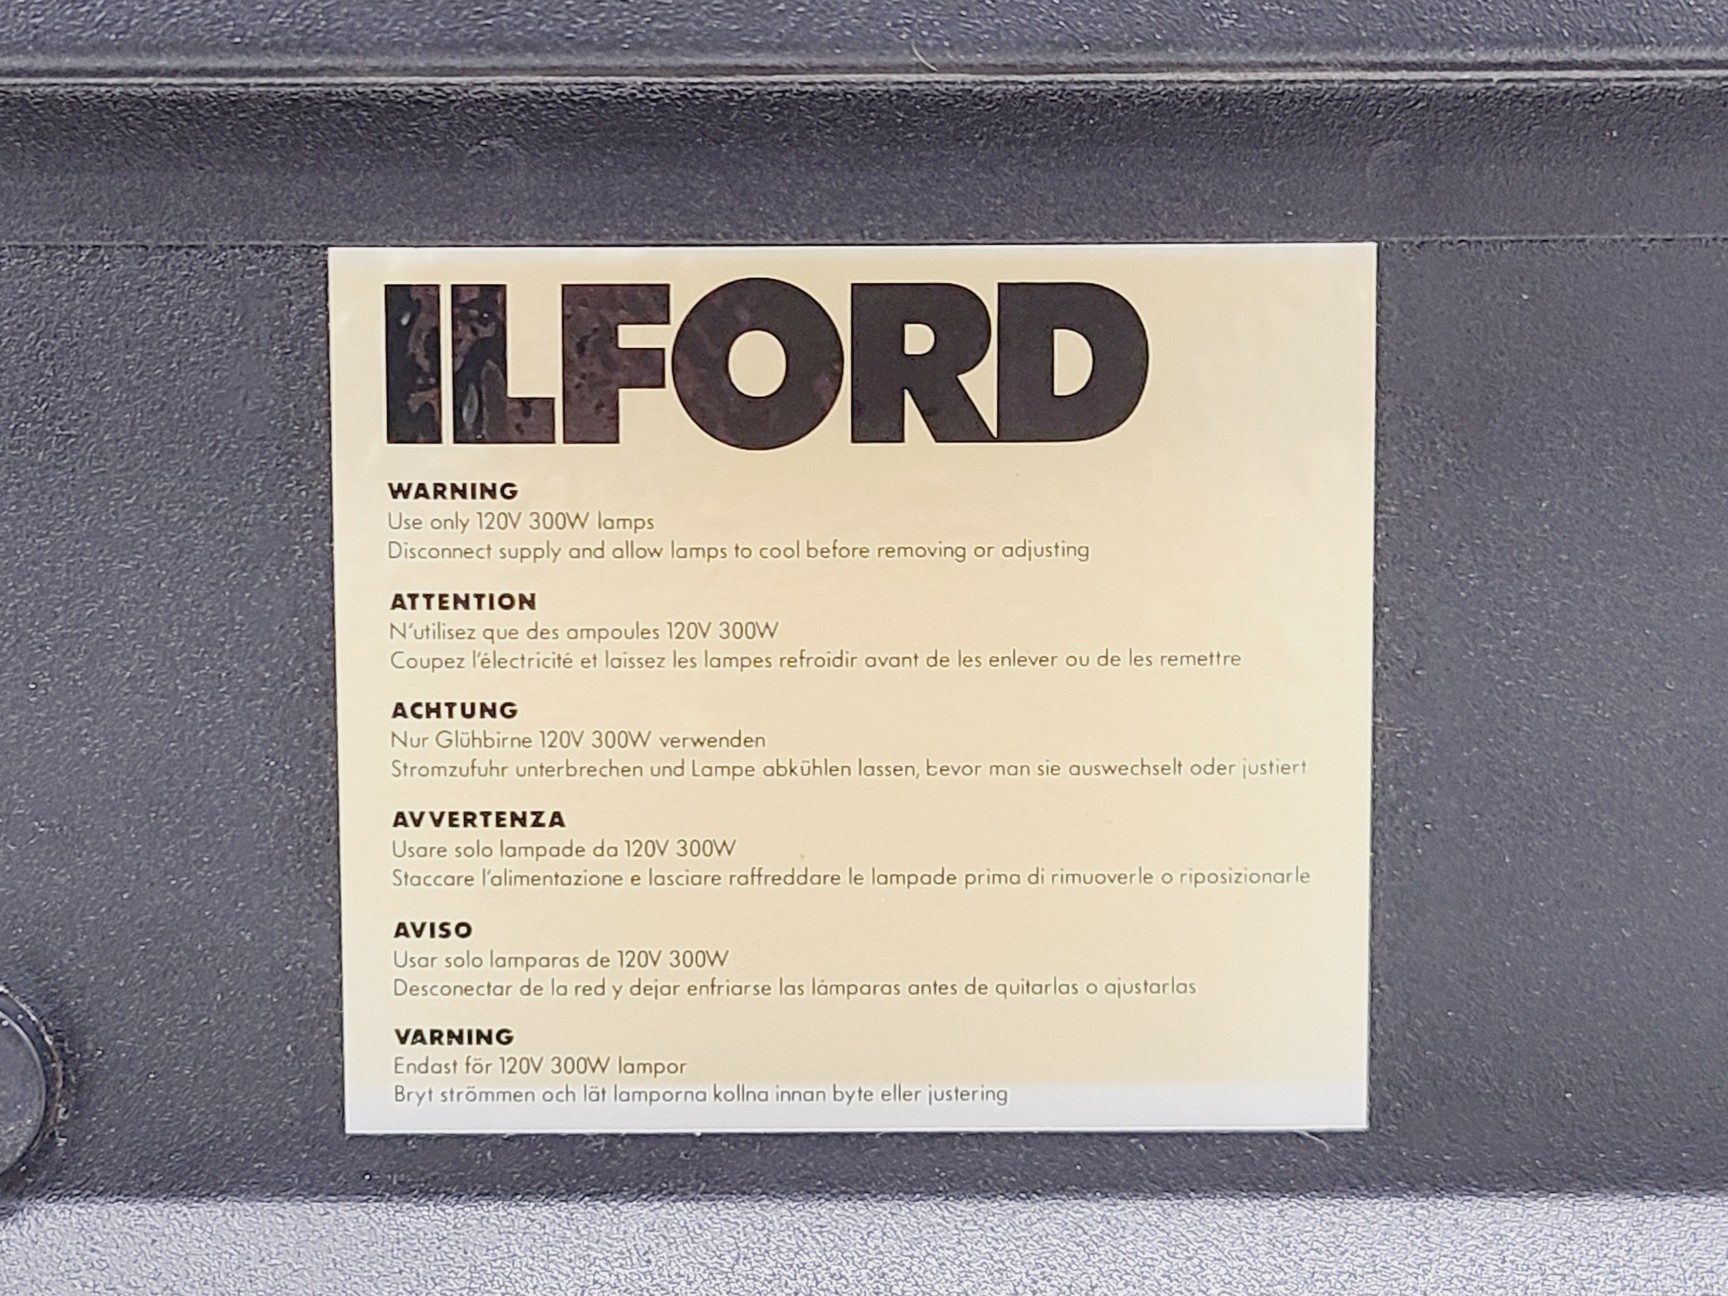 ILFORD
WARNING
Use only 120V 300W lamps
Disconnect supply and allow lamps to cool before removing or adjusting
ATTENTION
N'utilisez que des ampoules 120V 300W
Coupez l'électricité et laissez les lampes refroidir avant de les enlever ou de les remettre
ACHTUNG
Nur Glühbirne 120V 300W verwenden
Stromzufuhr unterbrechen und Lampe abkühlen lassen, bevor man sie auswechselt oder justiert
AVVERTENZA
Usare solo lampade da 120V 300W
Staccare l'alimentazione e lasciare raffreddare le lampade prima di rimuoverle o riposizionarle
AVISO
Usar solo lamparas de 120V 300W
Desconectar de la red y dejar enfriarse las lámparas antes de quitarlas o ajustarlas
VARNING
Endast för 120V 300W lampor
Bryt strömmen och låt lamporna kollna innan byte eller justering